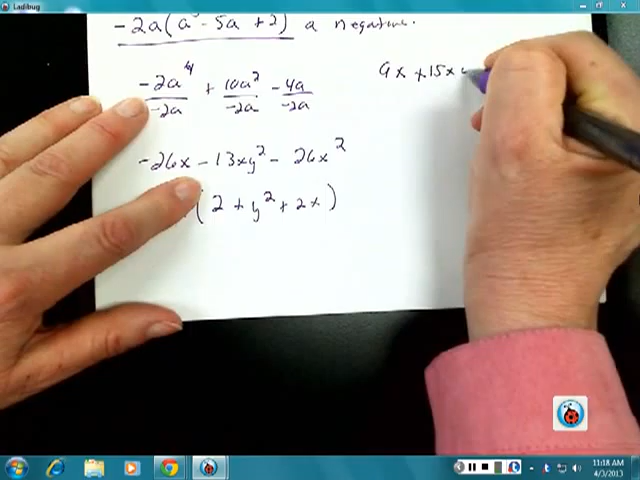 Ladibug
-2a(a³ - 5a + 2) a negative.
-2a⁴/-2a + 10a²/-2a - 4a/-2a
9x + 15x
-26x - 13xy² - 26x²
( 2 + y² + 2x )
11:18 AM
4/3/2013